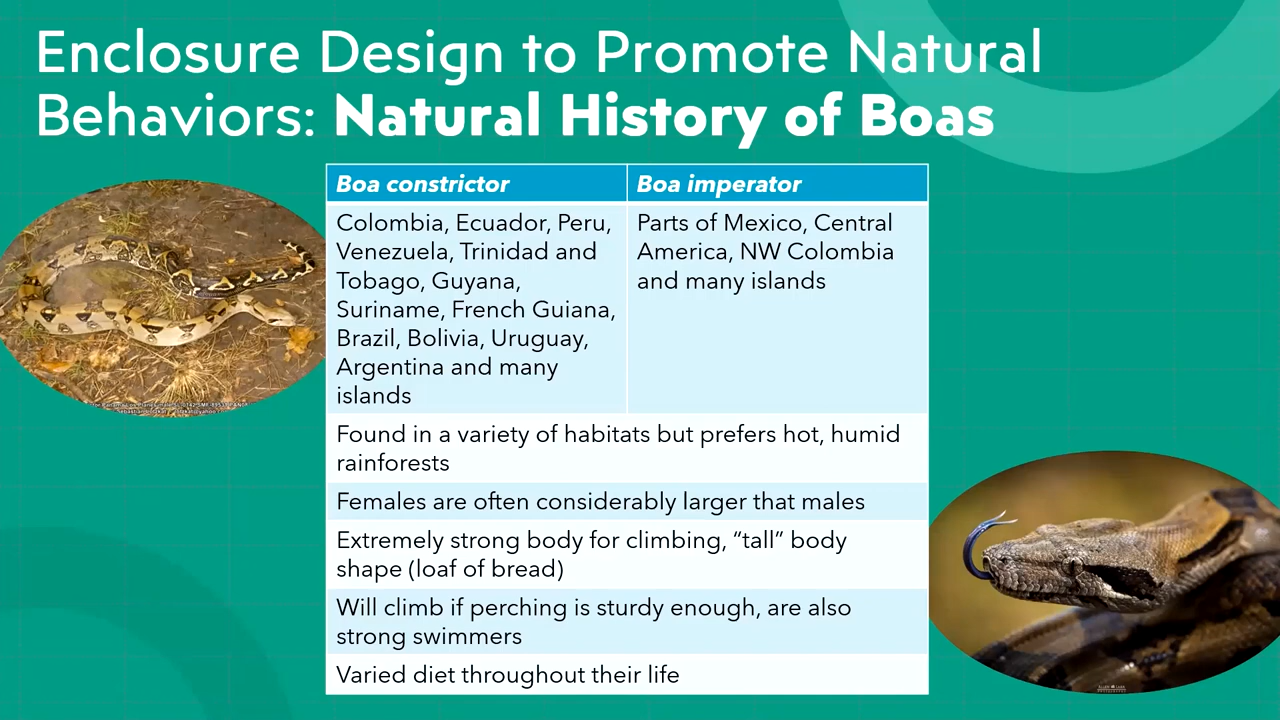 Enclosure Design to Promote Natural
Behaviors: Natural History of Boas
Boa constrictor
Boa imperator
Colombia, Ecuador, Peru,
Venezuela, Trinidad and
Tobago, Guyana,
Suriname, French Guiana,
Brazil, Bolivia, Uruguay,
Argentina and many
islands
Parts of Mexico, Central
America, NW Colombia
and many islands
Found in a variety of habitats but prefers hot, humid
rainforests
Females are often considerably larger that males
Extremely strong body for climbing, “tall” body
shape (loaf of bread)
Will climb if perching is sturdy enough, are also
strong swimmers
Varied diet throughout their life